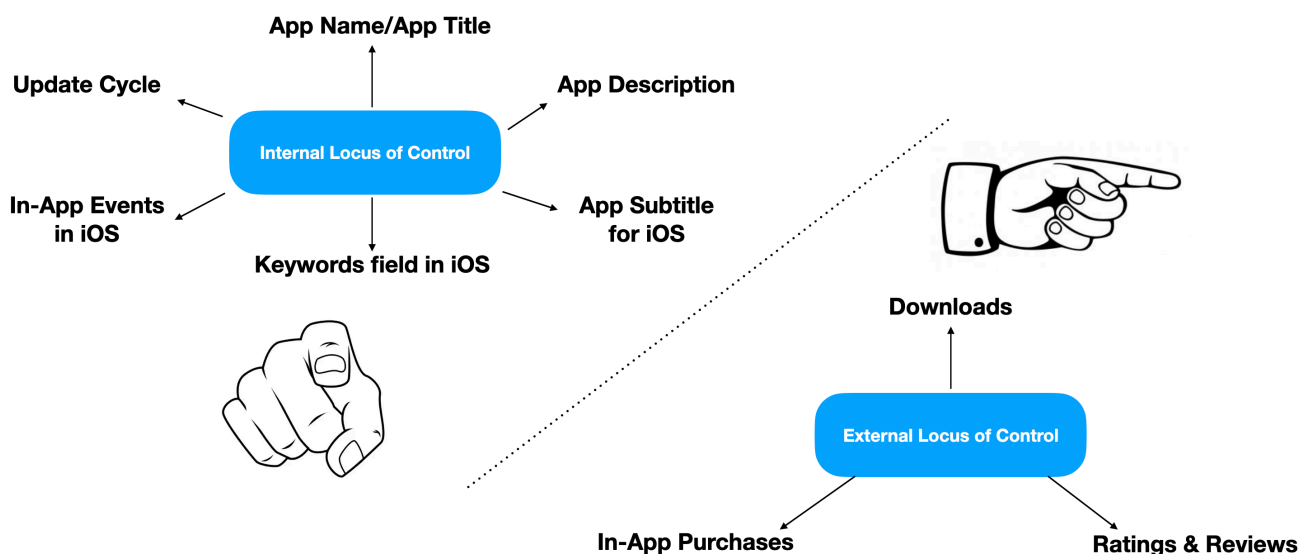 App Name/App Title
Update Cycle
App Description
Internal Locus of Control
In-App Events
in iOS
App Subtitle
for iOS
Keywords field in iOS
Downloads
External Locus of Control
In-App Purchases
Ratings & Reviews